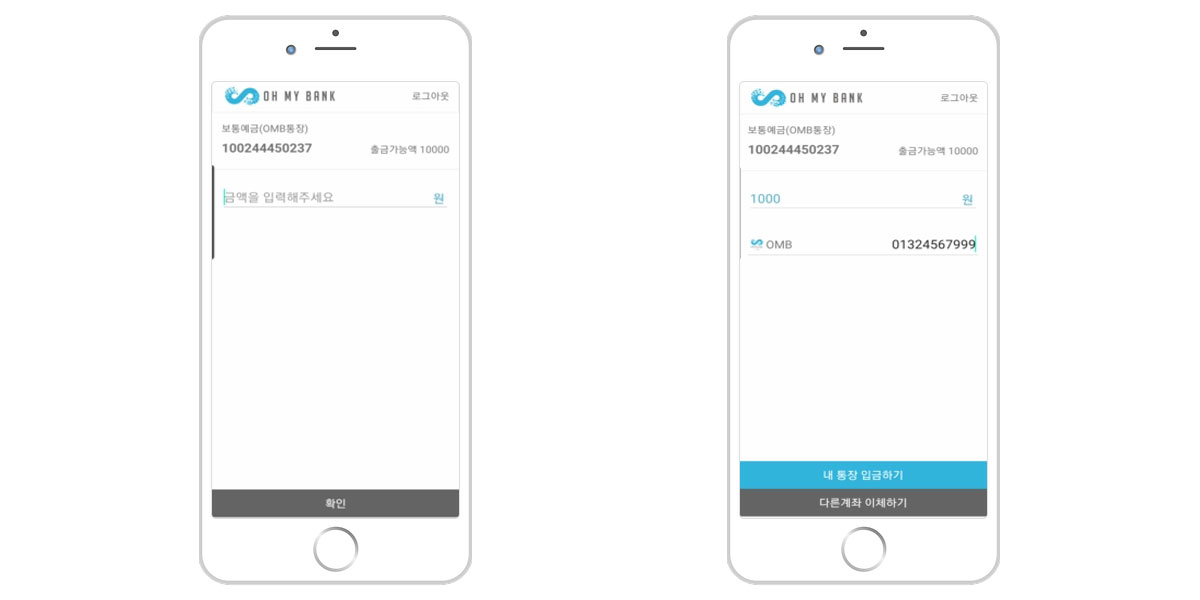 OH MY BANK 로그아웃
보통예금(OMB통장)
100244450237 출금가능액 10000
금액을 입력해주세요 원
확인
OH MY BANK 로그아웃
보통예금(OMB통장)
100244450237 출금가능액 10000
1000 원
OMB 01324567999
내 통장 입금하기
다른계좌 이체하기